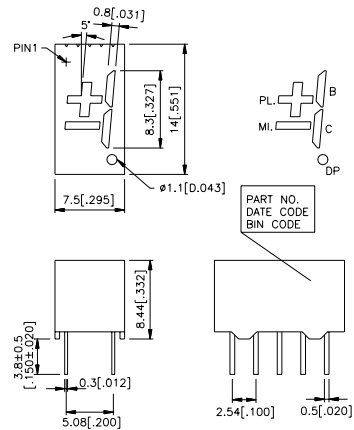 0.8[.031]
5°
PIN1
8.3[.327]
14[.551]
PL.
B
MI.
C
DP
ø1.1[D.043]
7.5[.295]
PART NO.
DATE CODE
BIN CODE
8.44[.332]
3.8±0.5
[.150±.020]
0.3[.012]
5.08[.200]
2.54[.100]
0.5[.020]